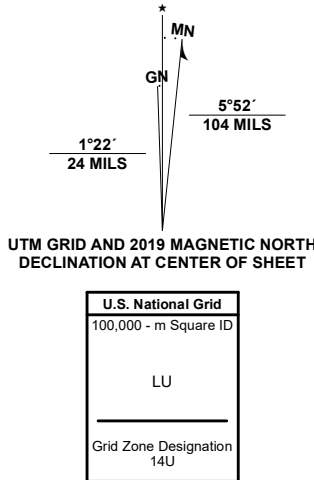 MN
GN
5°52´
104 MILS
1°22´
24 MILS
UTM GRID AND 2019 MAGNETIC NORTH
DECLINATION AT CENTER OF SHEET
U.S. National Grid
100,000 - m Square ID
LU
Grid Zone Designation
14U